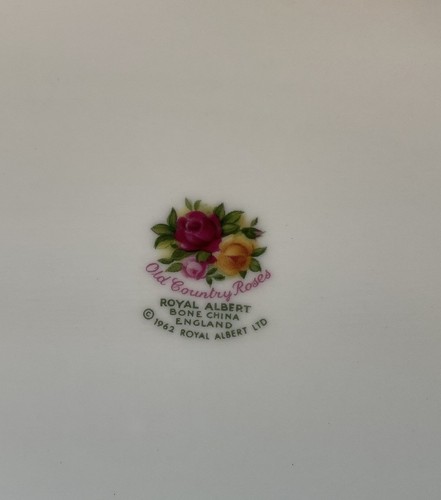 Old Country Roses
ROYAL ALBERT
BONE CHINA
ENGLAND
© 1962 ROYAL ALBERT LTD